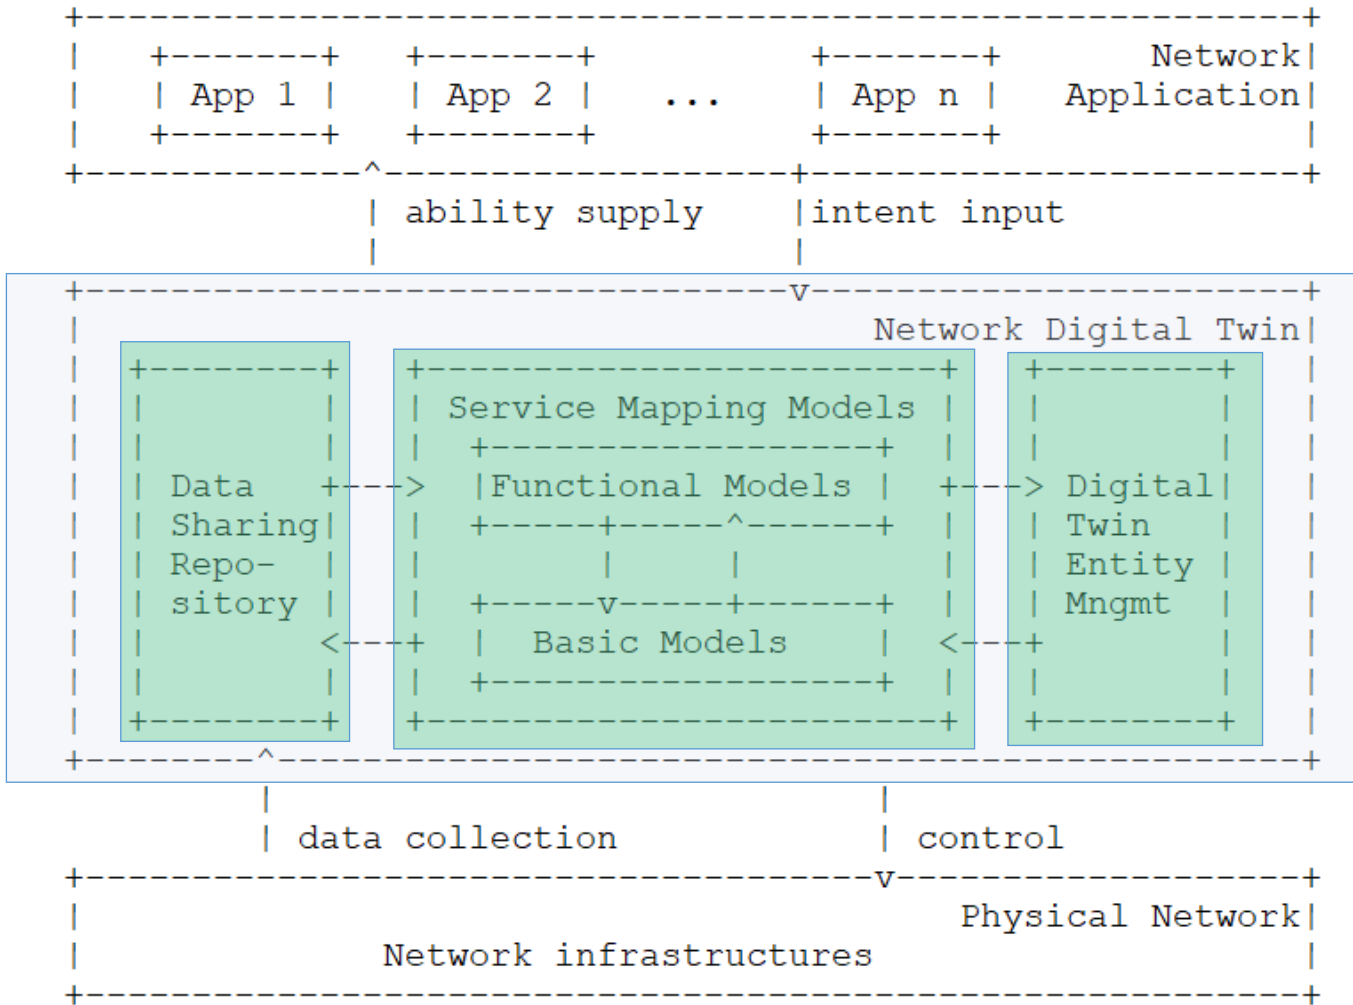 +---------------------------------------------------------+
|   +-------+   +-------+          +-------+       Network|
|   | App 1 |   | App 2 |   ...    | App n |   Application|
|   +-------+   +-------+          +-------+              |
+-------------^-------------------+-----------------------+
              | ability supply    |intent input
              |                   |
+---------------------------------v-----------------------+
|                                     Network Digital Twin|
|  +--------+   +------------------------+   +--------+   |
|  |        |   | Service Mapping Models |   |        |   |
|  |        |   |  +------------------+  |   |        |   |
|  | Data   +--->  |Functional Models |  +---> Digital|   |
|  | Sharing|   |  +-----+-----^------+  |   | Twin   |   |
|  | Repo-  |   |        |     |         |   | Entity |   |
|  | sitory |   |  +-----v-----+------+  |   | Mngmt  |   |
|  |        <---+  |  Basic Models    |  <---+        |   |
|  |        |   |  +------------------+  |   |        |   |
|  +--------+   +------------------------+   +--------+   |
+--------^------------------------------------------------+
         |                            |
         | data collection            | control
+-------------------------------------v-------------------+
|                                         Physical Network|
|              Network infrastructures                    |
+---------------------------------------------------------+